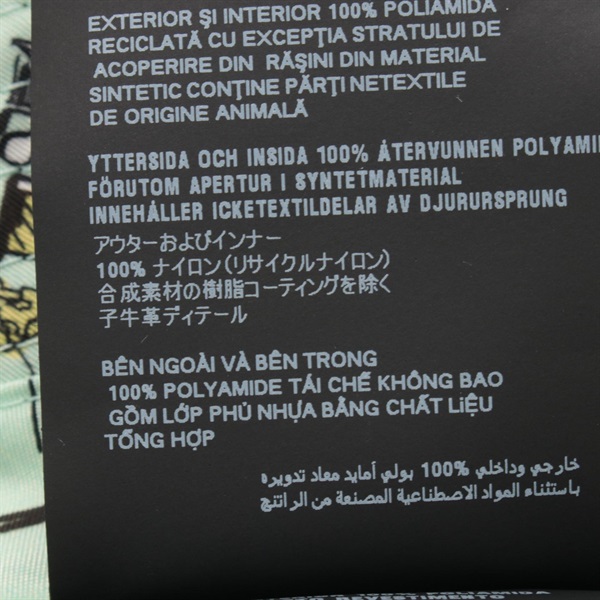 EXTERIOR ŞI INTERIOR 100% POLIAMIDA
RECICLATĂ CU EXCEPŢIA STRATULUI DE
ACOPERIRE DIN RĂŞINI DIN MATERIAL
SINTETIC CONŢINE PĂRŢI NETEXTILE
DE ORIGINE ANIMALĂ
YTTERSIDA OCH INSIDA 100% ÅTERVUNNEN POLYAMI
FÖRUTOM APERTUR I SYNTETMATERIAL
INNEHÅLLER ICKETEXTILDELAR AV DJURURSPRUNG
アウターおよびインナー
100% ナイロン(リサイクルナイロン)
合成素材の樹脂コーティングを除く
子牛革ディテール
BÊN NGOÀI VÀ BÊN TRONG
100% POLYAMIDE TÁI CHẾ KHÔNG BAO
GỒM LỚP PHỦ NHỰA BẰNG CHẤT LIỆU
TỔNG HỢP
خارجي وداخلي 100% بولي أمايد معاد تدويره
باستثناء المواد الاصطناعية المصنعة من الراتنج
100% POLIAMIDA
REVESTIMENTO